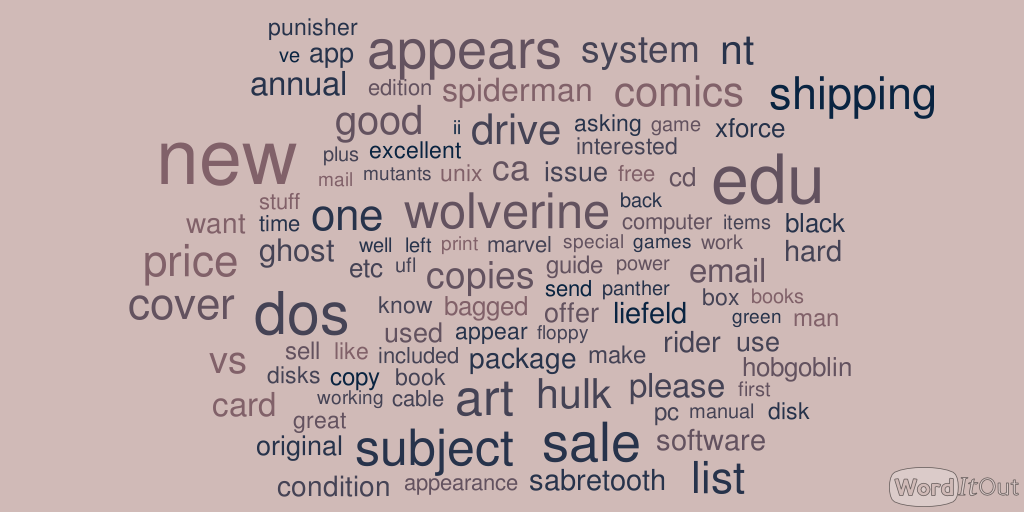 punisher
ve app appears system nt
annual edition spiderman comics shipping
good ii drive asking game xforce
new plus excellent interested
mail mutants unix ca issue free cd edu
stuff
want time one wolverine back computer items black
ghost well left print marvel special games work hard
price etc ufl copies guide power email
send panther
cover dos know bagged offer liefeld box books
green man
used appear floppy rider use
vs sell like included package make hobgoblin
disks copy book
card working cable art hulk please first
great pc manual disk
original subject sale software
condition appearance sabretooth list
WordItOut